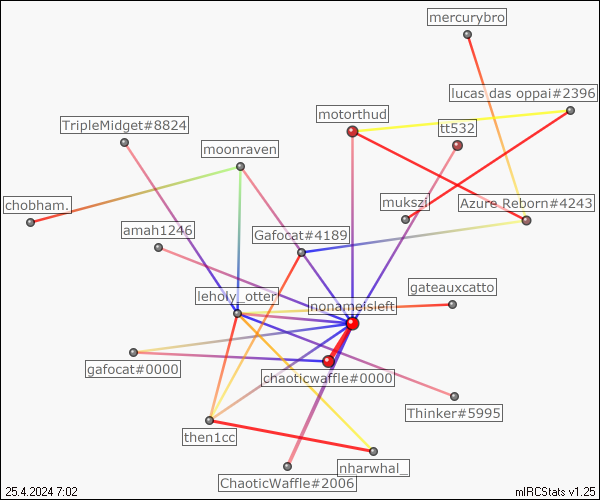 mercurybro
lucas das oppai#2396
motorthud
TripleMidget#8824
tt532
moonraven
chobham.
mukszi
Azure Reborn#4243
amah1246
Gafocat#4189
gateauxcatto
leholy_otter
nonameisleft
gafocat#0000
chaoticwaffle#0000
Thinker#5995
then1cc
nharwhal_
ChaoticWaffle#2006
25.4.2024 7:02
mIRCStats v1.25